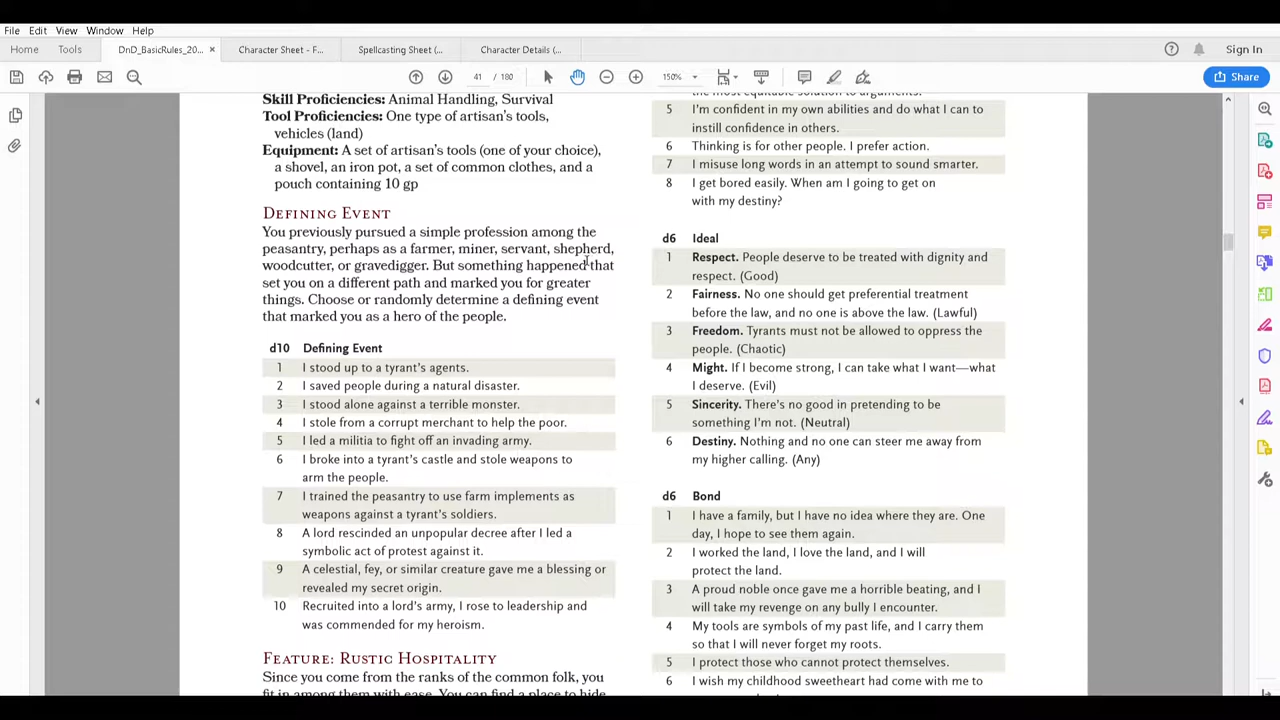 File Edit View Window Help
Home Tools DnD_BasicRules_20... × Character Sheet - F... Spellcasting Sheet (... Character Details (... Sign In
41 / 180 150% Share
Skill Proficiencies: Animal Handling, Survival
Tool Proficiencies: One type of artisan's tools,
vehicles (land)
Equipment: A set of artisan's tools (one of your choice),
a shovel, an iron pot, a set of common clothes, and a
pouch containing 10 gp
Defining Event
You previously pursued a simple profession among the
peasantry, perhaps as a farmer, miner, servant, shepherd,
woodcutter, or gravedigger. But something happened that
set you on a different path and marked you for greater
things. Choose or randomly determine a defining event
that marked you as a hero of the people.
d10 Defining Event
1 I stood up to a tyrant's agents.
2 I saved people during a natural disaster.
3 I stood alone against a terrible monster.
4 I stole from a corrupt merchant to help the poor.
5 I led a militia to fight off an invading army.
6 I broke into a tyrant's castle and stole weapons to
arm the people.
7 I trained the peasantry to use farm implements as
weapons against a tyrant's soldiers.
8 A lord rescinded an unpopular decree after I led a
symbolic act of protest against it.
9 A celestial, fey, or similar creature gave me a blessing or
revealed my secret origin.
10 Recruited into a lord's army, I rose to leadership and
was commended for my heroism.
Feature: Rustic Hospitality
Since you come from the ranks of the common folk, you
fit in among them with ease. You can find a place to hide,
the most equitable solution to arguments.
5 I'm confident in my own abilities and do what I can to
instill confidence in others.
6 Thinking is for other people. I prefer action.
7 I misuse long words in an attempt to sound smarter.
8 I get bored easily. When am I going to get on
with my destiny?
d6 Ideal
1 Respect. People deserve to be treated with dignity and
respect. (Good)
2 Fairness. No one should get preferential treatment
before the law, and no one is above the law. (Lawful)
3 Freedom. Tyrants must not be allowed to oppress the
people. (Chaotic)
4 Might. If I become strong, I can take what I want—what
I deserve. (Evil)
5 Sincerity. There's no good in pretending to be
something I'm not. (Neutral)
6 Destiny. Nothing and no one can steer me away from
my higher calling. (Any)
d6 Bond
1 I have a family, but I have no idea where they are. One
day, I hope to see them again.
2 I worked the land, I love the land, and I will
protect the land.
3 A proud noble once gave me a horrible beating, and I
will take my revenge on any bully I encounter.
4 My tools are symbols of my past life, and I carry them
so that I will never forget my roots.
5 I protect those who cannot protect themselves.
6 I wish my childhood sweetheart had come with me to